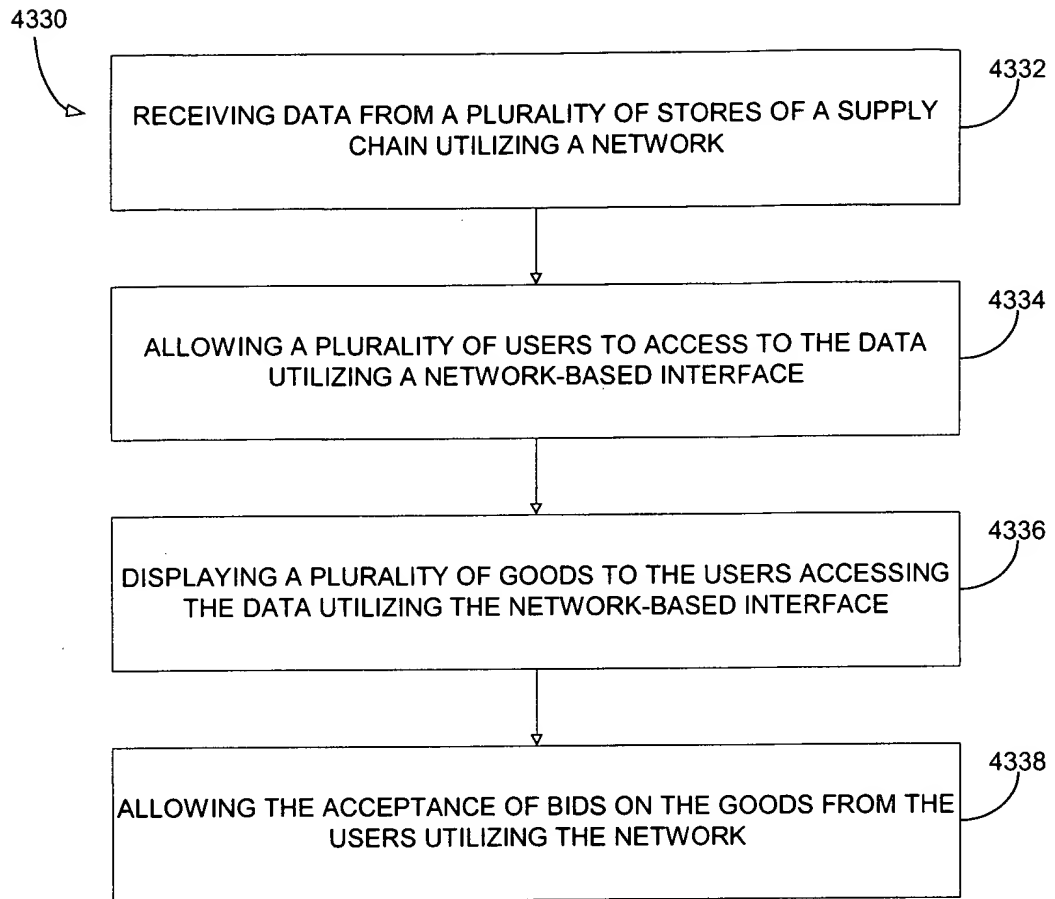 4330
4332
RECEIVING DATA FROM A PLURALITY OF STORES OF A SUPPLY
CHAIN UTILIZING A NETWORK
4334
ALLOWING A PLURALITY OF USERS TO ACCESS TO THE DATA
UTILIZING A NETWORK-BASED INTERFACE
4336
DISPLAYING A PLURALITY OF GOODS TO THE USERS ACCESSING
THE DATA UTILIZING THE NETWORK-BASED INTERFACE
4338
ALLOWING THE ACCEPTANCE OF BIDS ON THE GOODS FROM THE
USERS UTILIZING THE NETWORK